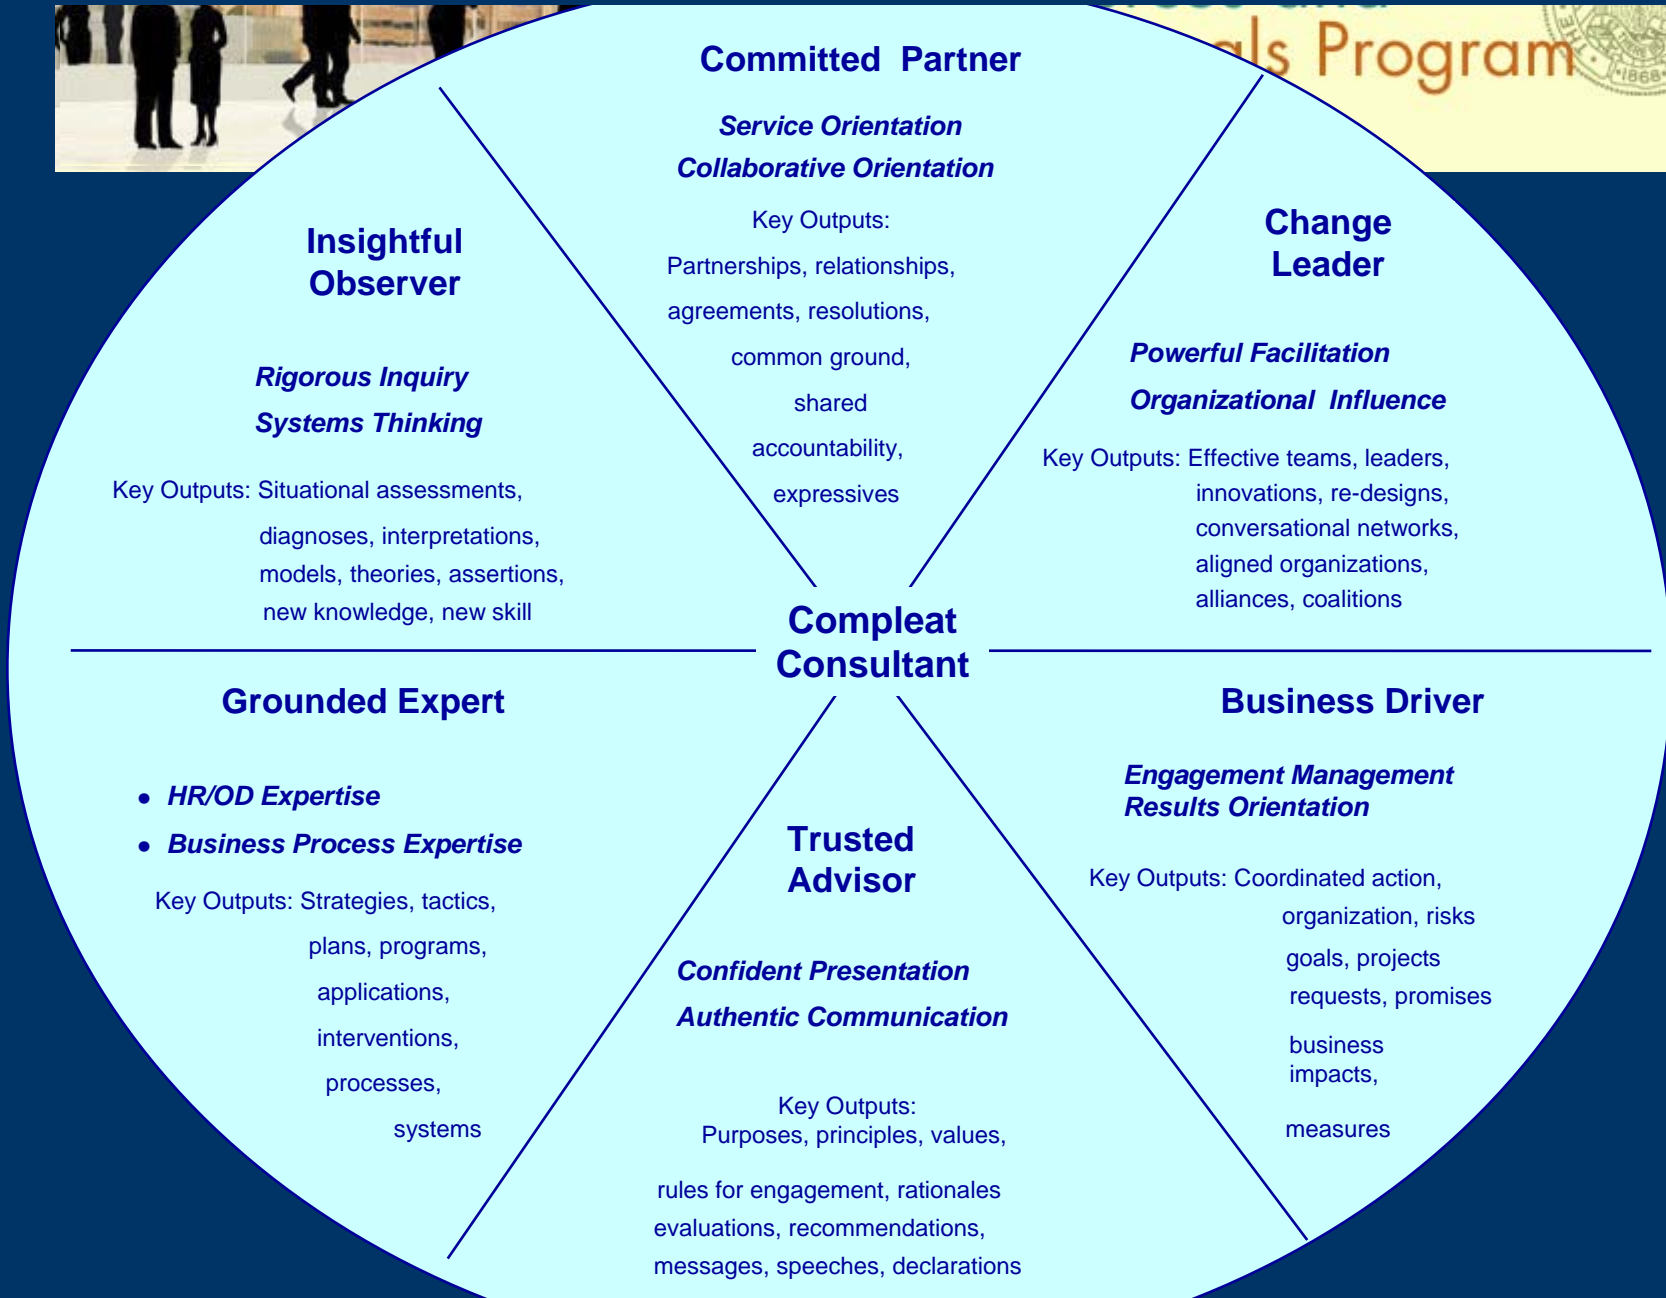 als Program
1868
Committed Partner
Service Orientation
Collaborative Orientation
Key Outputs:
Partnerships, relationships,
agreements, resolutions,
common ground,
shared
accountability,
expressives
Insightful
Observer
Rigorous Inquiry
Systems Thinking
Key Outputs: Situational assessments,
diagnoses, interpretations,
models, theories, assertions,
new knowledge, new skill
Change
Leader
Powerful Facilitation
Organizational Influence
Key Outputs: Effective teams, leaders,
innovations, re-designs,
conversational networks,
aligned organizations,
alliances, coalitions
Compleat
Consultant
Grounded Expert
• HR/OD Expertise
• Business Process Expertise
Key Outputs: Strategies, tactics,
plans, programs,
applications,
interventions,
processes,
systems
Trusted
Advisor
Confident Presentation
Authentic Communication
Key Outputs:
Purposes, principles, values,
rules for engagement, rationales
evaluations, recommendations,
messages, speeches, declarations
Business Driver
Engagement Management
Results Orientation
Key Outputs: Coordinated action,
organization, risks
goals, projects
requests, promises
business
impacts,
measures